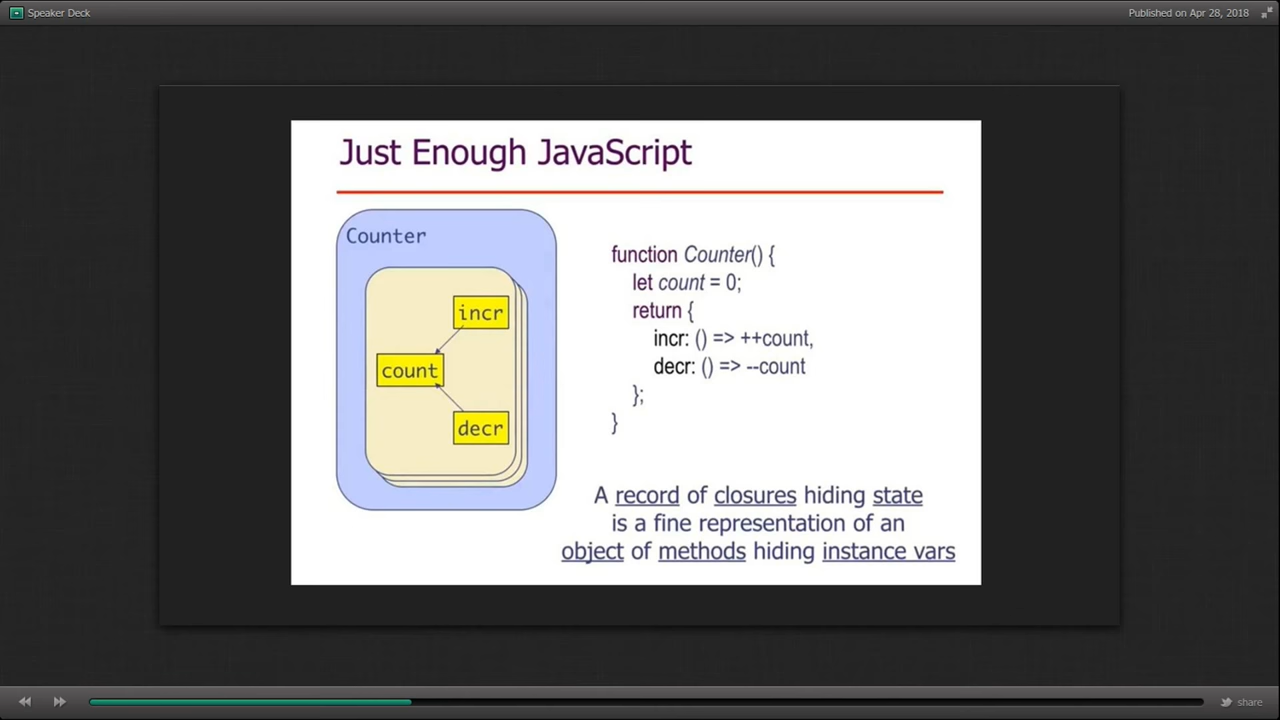 Speaker Deck
Published on Apr 28, 2018
Just Enough JavaScript
Counter
incr
count
decr
function Counter() {
let count = 0;
return {
incr: () => ++count,
decr: () => --count
};
}
A record of closures hiding state
is a fine representation of an
object of methods hiding instance vars
share